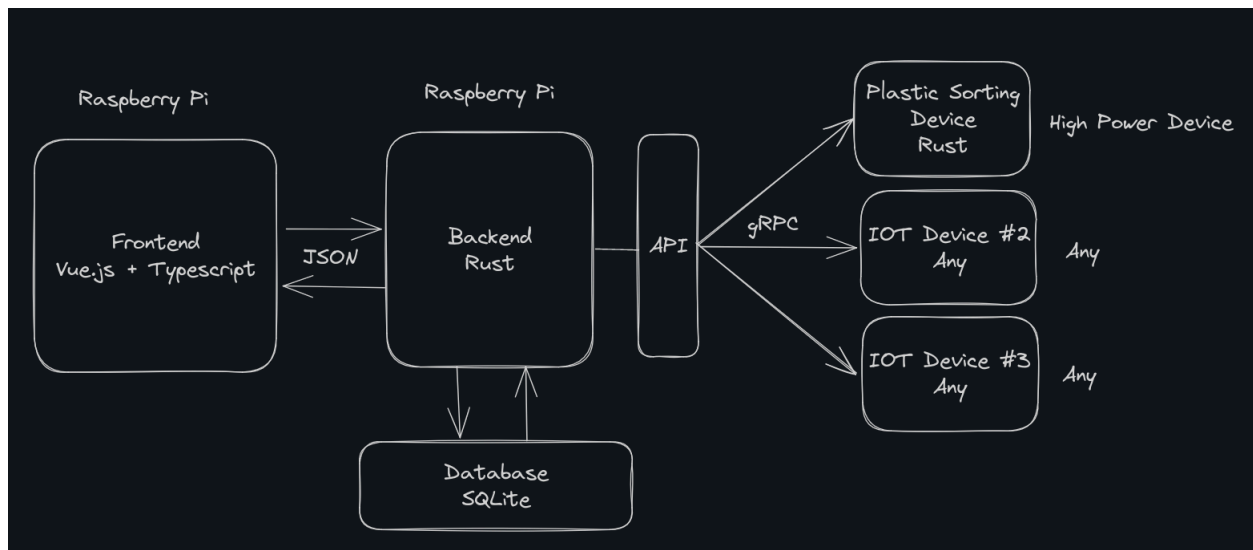 Raspberry Pi
Frontend
Vue.js + Typescript
JSON
Raspberry Pi
Backend
Rust
Database
SQLite
API
gRPC
Plastic Sorting
Device
Rust
High Power Device
IOT Device #2
Any
Any
IOT Device #3
Any
Any